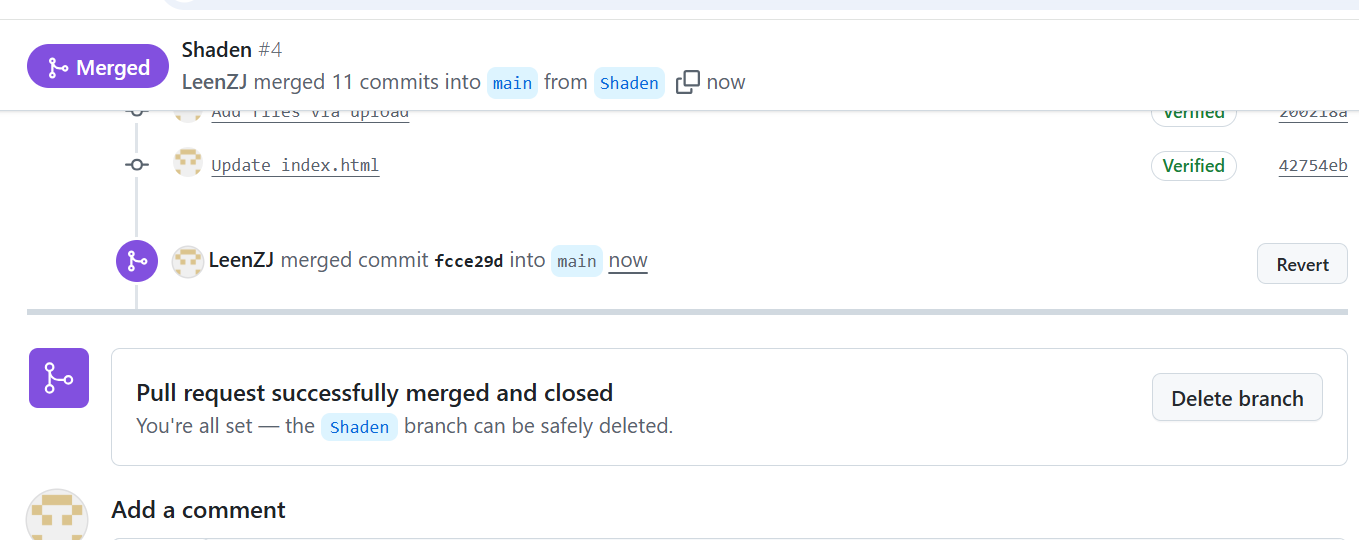 Merged
Shaden #4
LeenZJ merged 11 commits into main from Shaden now
Add files via upload Verified 200218a
Update index.html Verified 42754eb
LeenZJ merged commit fcce29d into main now
Revert
Pull request successfully merged and closed
You're all set — the Shaden branch can be safely deleted.
Delete branch
Add a comment